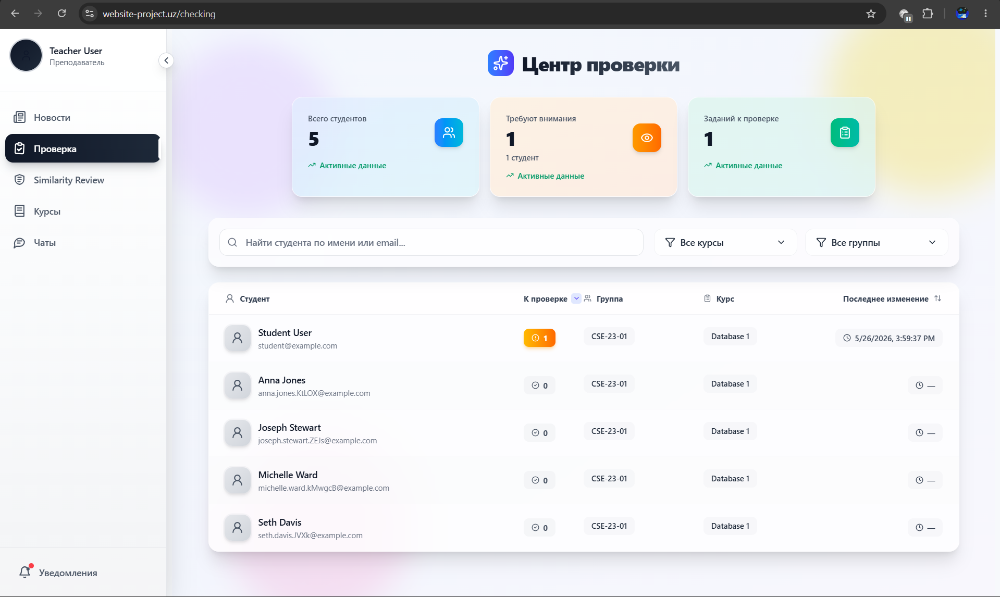 website-project.uz/checking
Teacher User
Преподаватель
Новости
Проверка
Similarity Review
Курсы
Чаты
Уведомления
Центр проверки
Всего студентов
5
Активные данные
Требуют внимания
1
1 студент
Активные данные
Заданий к проверке
1
Активные данные
Найти студента по имени или email...
Все курсы
Все группы
Студент К проверке Группа Курс Последнее изменение
Student User
student@example.com
1 CSE-23-01 Database 1 5/26/2026, 3:59:37 PM
Anna Jones
anna.jones.KtLOX@example.com
0 CSE-23-01 Database 1 —
Joseph Stewart
joseph.stewart.ZEJs@example.com
0 CSE-23-01 Database 1 —
Michelle Ward
michelle.ward.kMwgcB@example.com
0 CSE-23-01 Database 1 —
Seth Davis
seth.davis.JVXk@example.com
0 CSE-23-01 Database 1 —